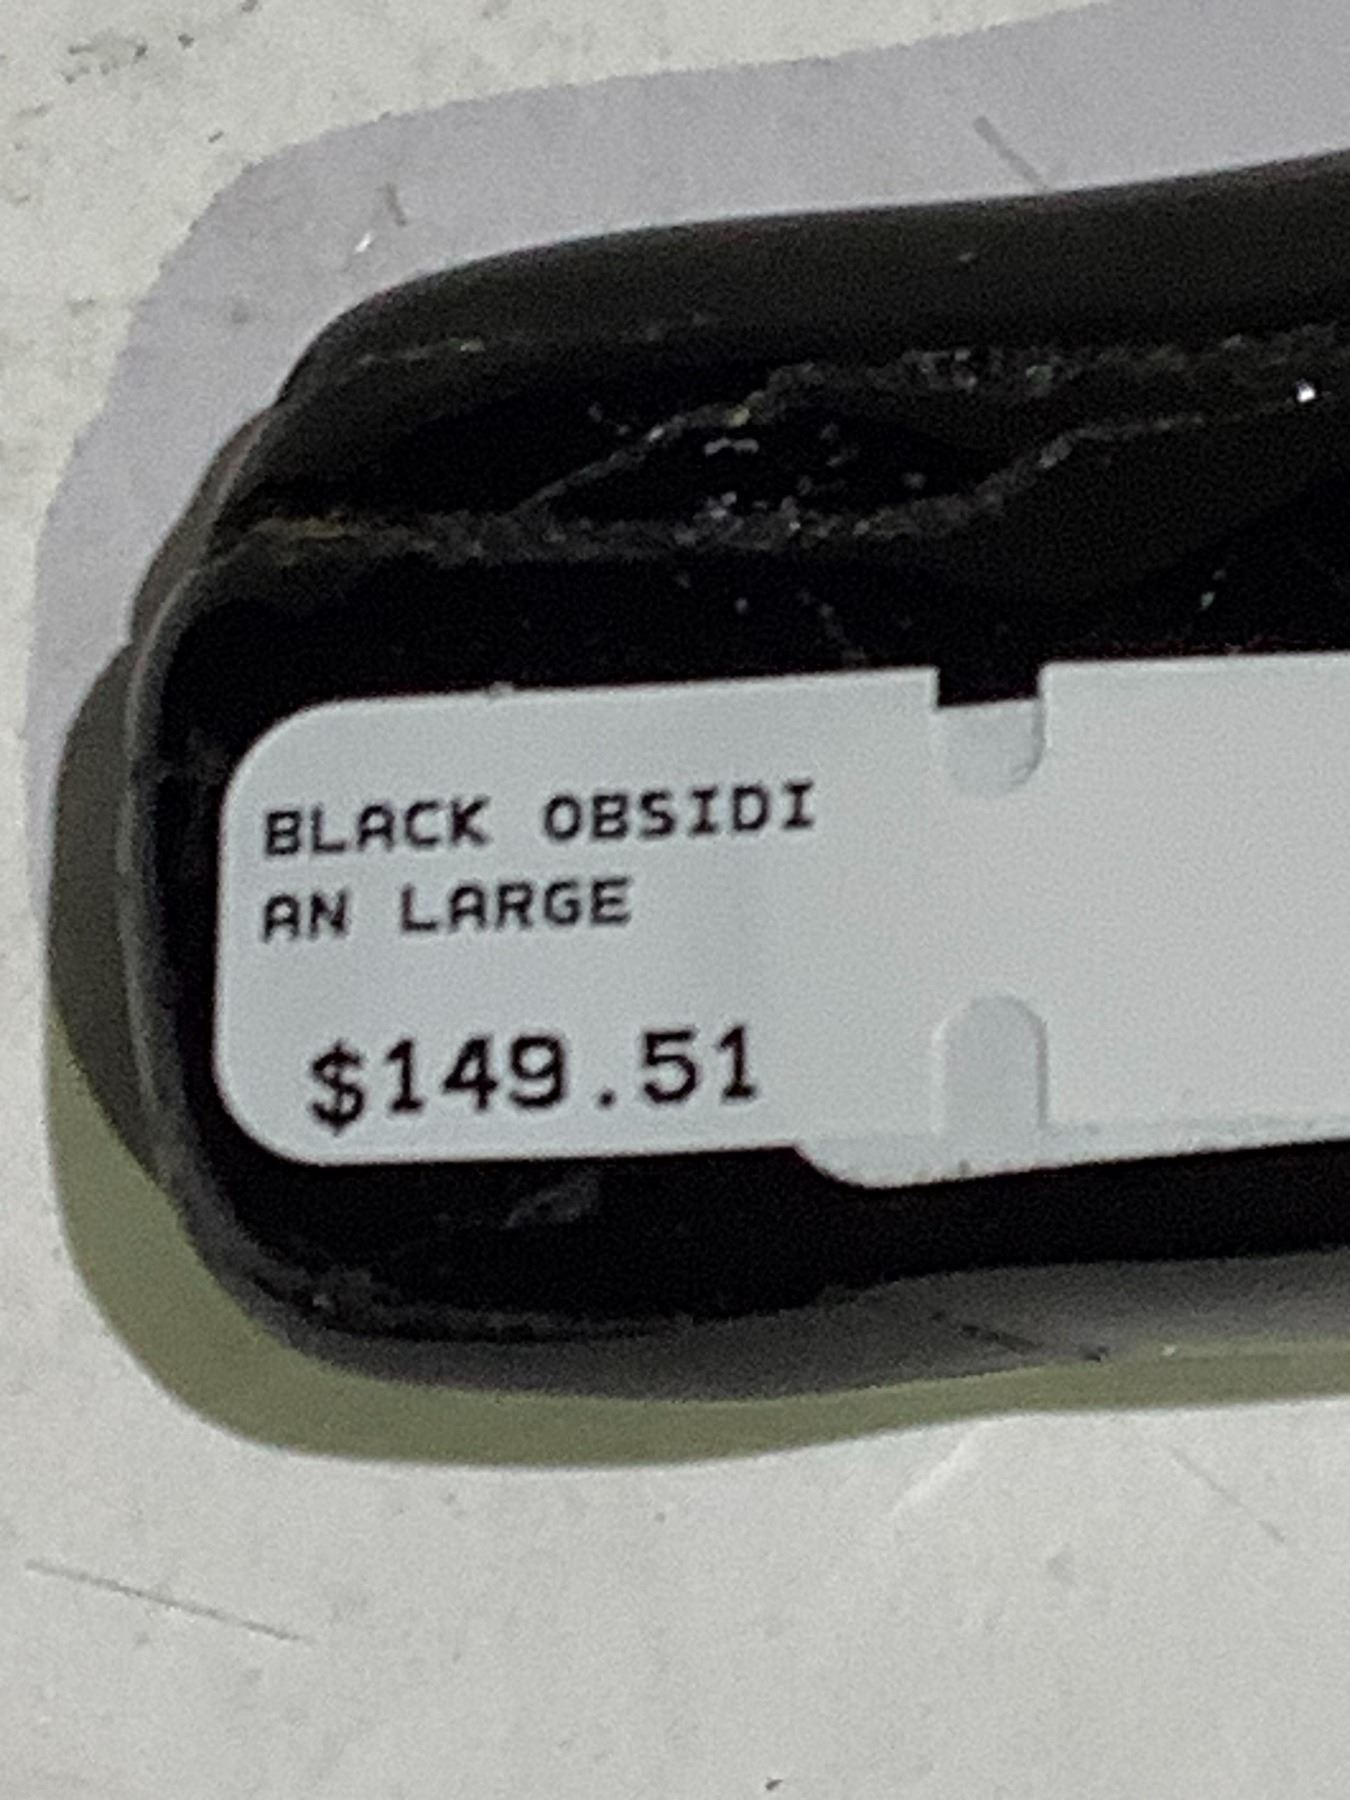 BLACK OBSIDI
AN LARGE
$149.51